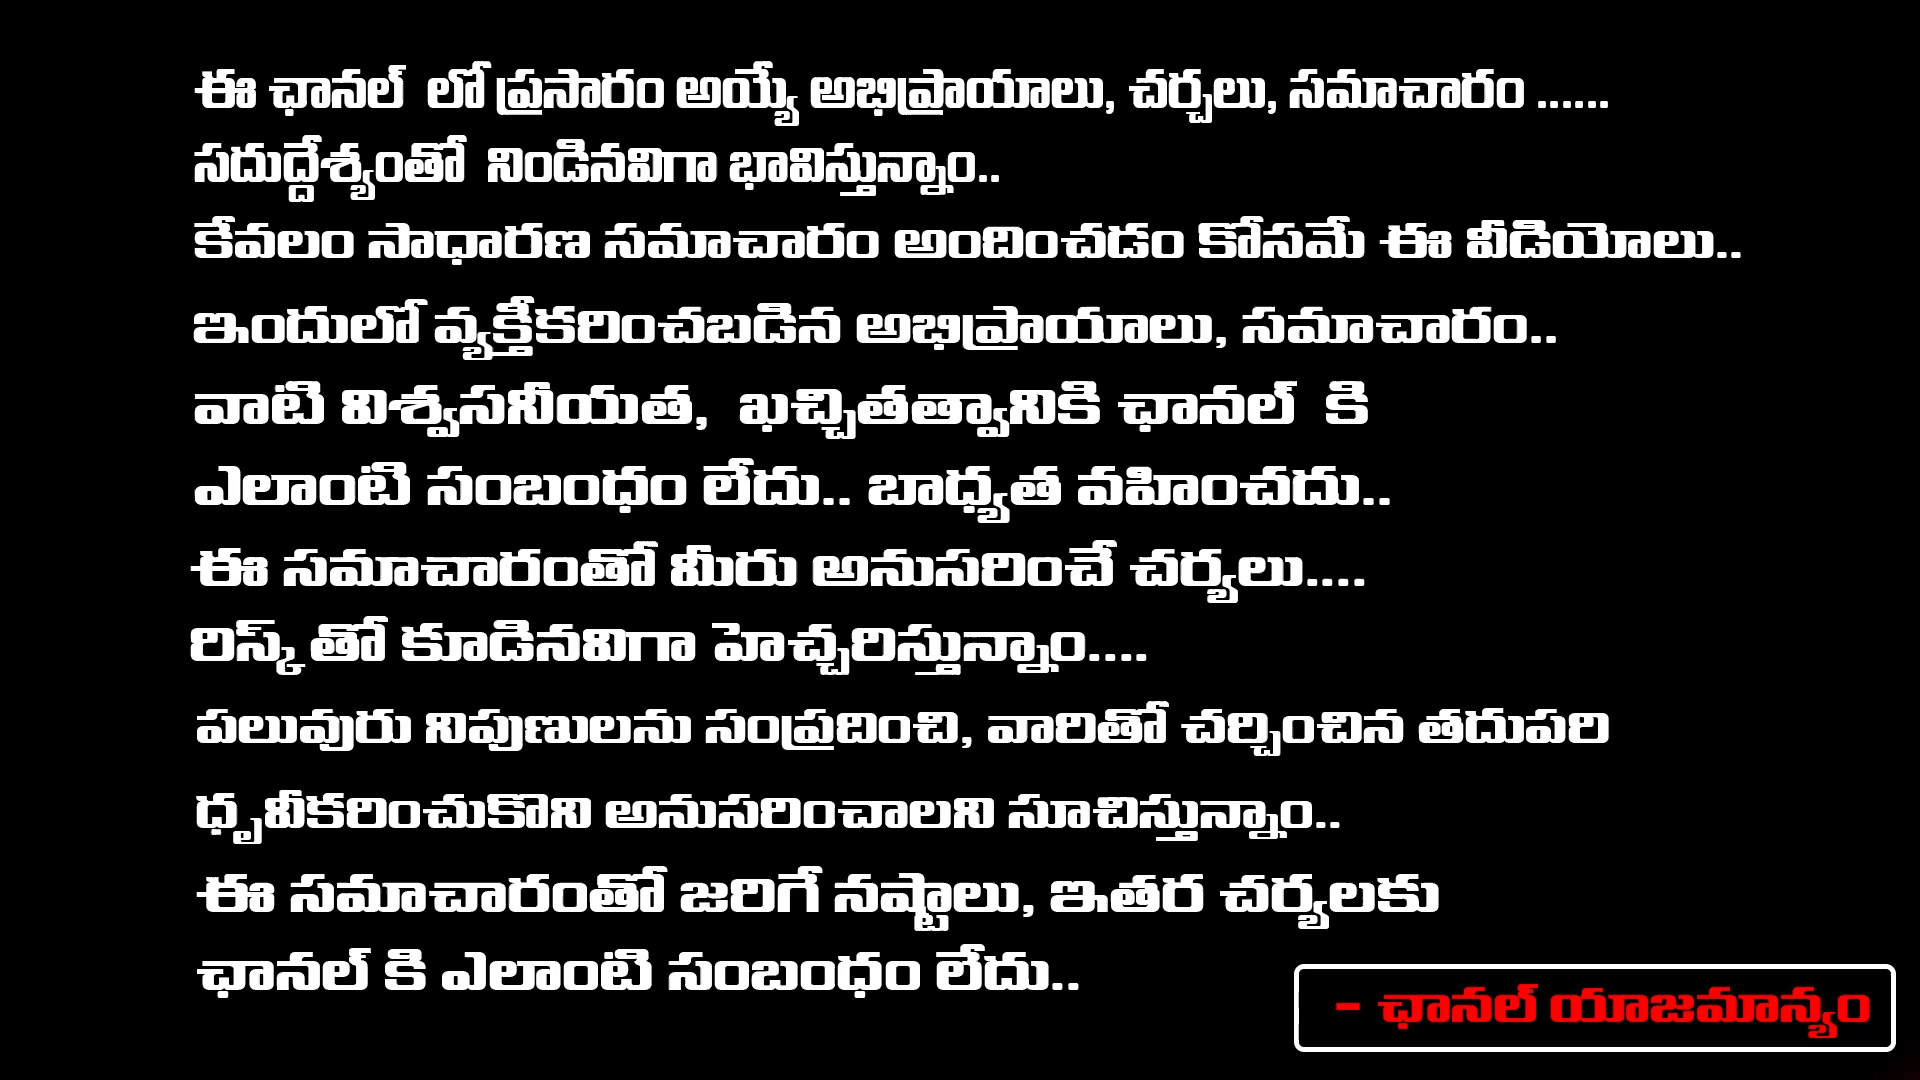 ఈ ఛానల్ లో ప్రసారం అయ్యే అభిప్రాయాలు, చర్చలు, సమాచారం ......
సదుద్దేశ్యంతో నిండినవిగా భావిస్తున్నాం..
కేవలం సాధారణ సమాచారం అందించడం కోసమే ఈ వీడియోలు..
ఇందులో వ్యక్తీకరించబడిన అభిప్రాయాలు, సమాచారం..
వాటి విశ్వసనీయత, ఖచ్చితత్వానికి ఛానల్ కి
ఎలాంటి సంబంధం లేదు.. బాధ్యత వహించదు..
ఈ సమాచారంతో మీరు అనుసరించే చర్యలు....
రిస్క్ తో కూడినవిగా హెచ్చరిస్తున్నాం....
పలువురు నిపుణులను సంప్రదించి, వారితో చర్చించిన తదుపరి
ధృవీకరించుకొని అనుసరించాలని సూచిస్తున్నాం..
ఈ సమాచారంతో జరిగే నష్టాలు, ఇతర చర్యలకు
ఛానల్ కి ఎలాంటి సంబంధం లేదు..
- ఛానల్ యాజమాన్యం